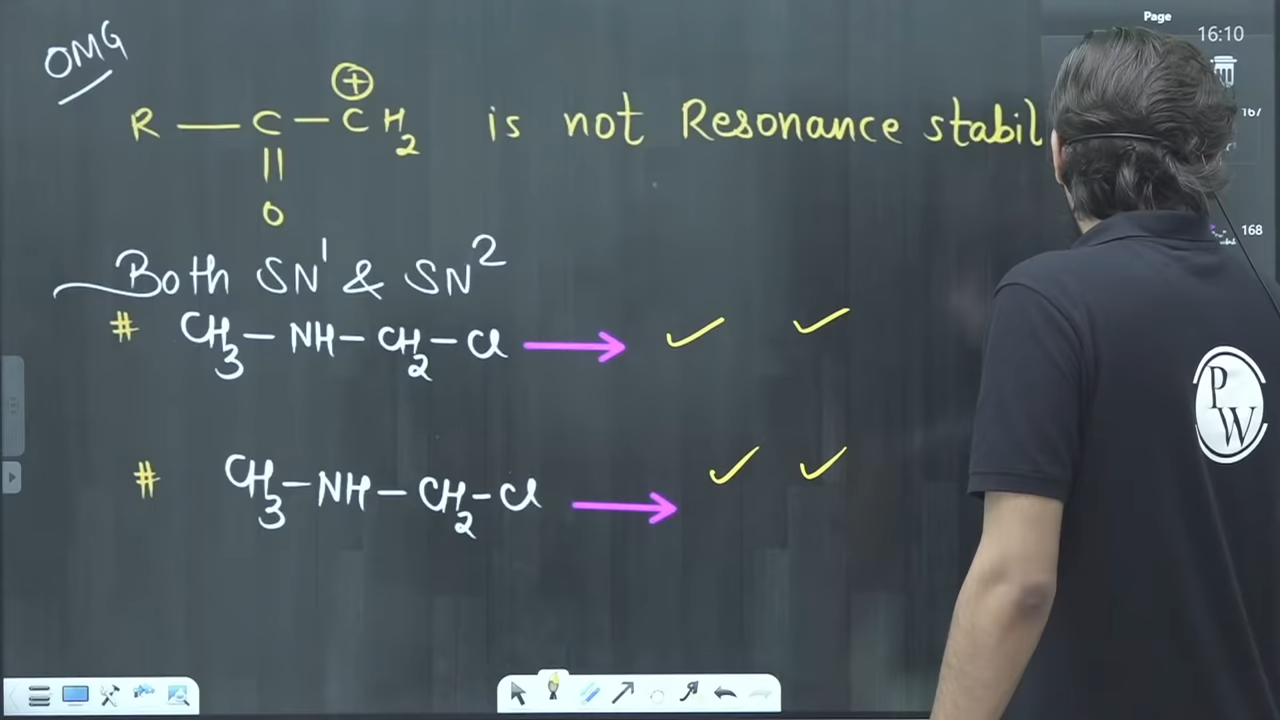 Page
16:10
OMG
R — C — CH₂ is not Resonance stabil
⊕
||
O
167
168
Both SN¹ & SN²
# CH₃ — NH — CH₂ — Cl → ✓ ✓
# CH₃ — NH — CH₂ — Cl → ✓ ✓
P
W